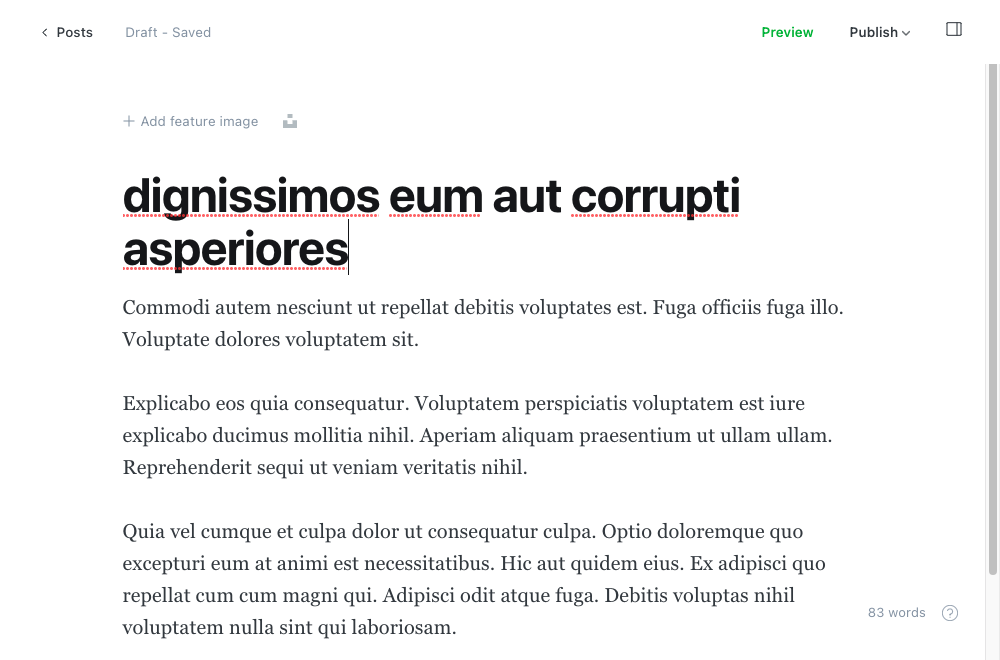 Posts
Draft - Saved
Preview
Publish
Add feature image
dignissimos eum aut corrupti
asperiores
Commodi autem nesciunt ut repellat debitis voluptates est. Fuga officiis fuga illo.
Voluptate dolores voluptatem sit.
Explicabo eos quia consequatur. Voluptatem perspiciatis voluptatem est iure
explicabo ducimus mollitia nihil. Aperiam aliquam praesentium ut ullam ullam.
Reprehenderit sequi ut veniam veritatis nihil.
Quia vel cumque et culpa dolor ut consequatur culpa. Optio doloremque quo
excepturi eum at animi est necessitatibus. Hic aut quidem eius. Ex adipisci quo
repellat cum cum magni qui. Adipisci odit atque fuga. Debitis voluptas nihil
voluptatem nulla sint qui laboriosam.
83 words
?